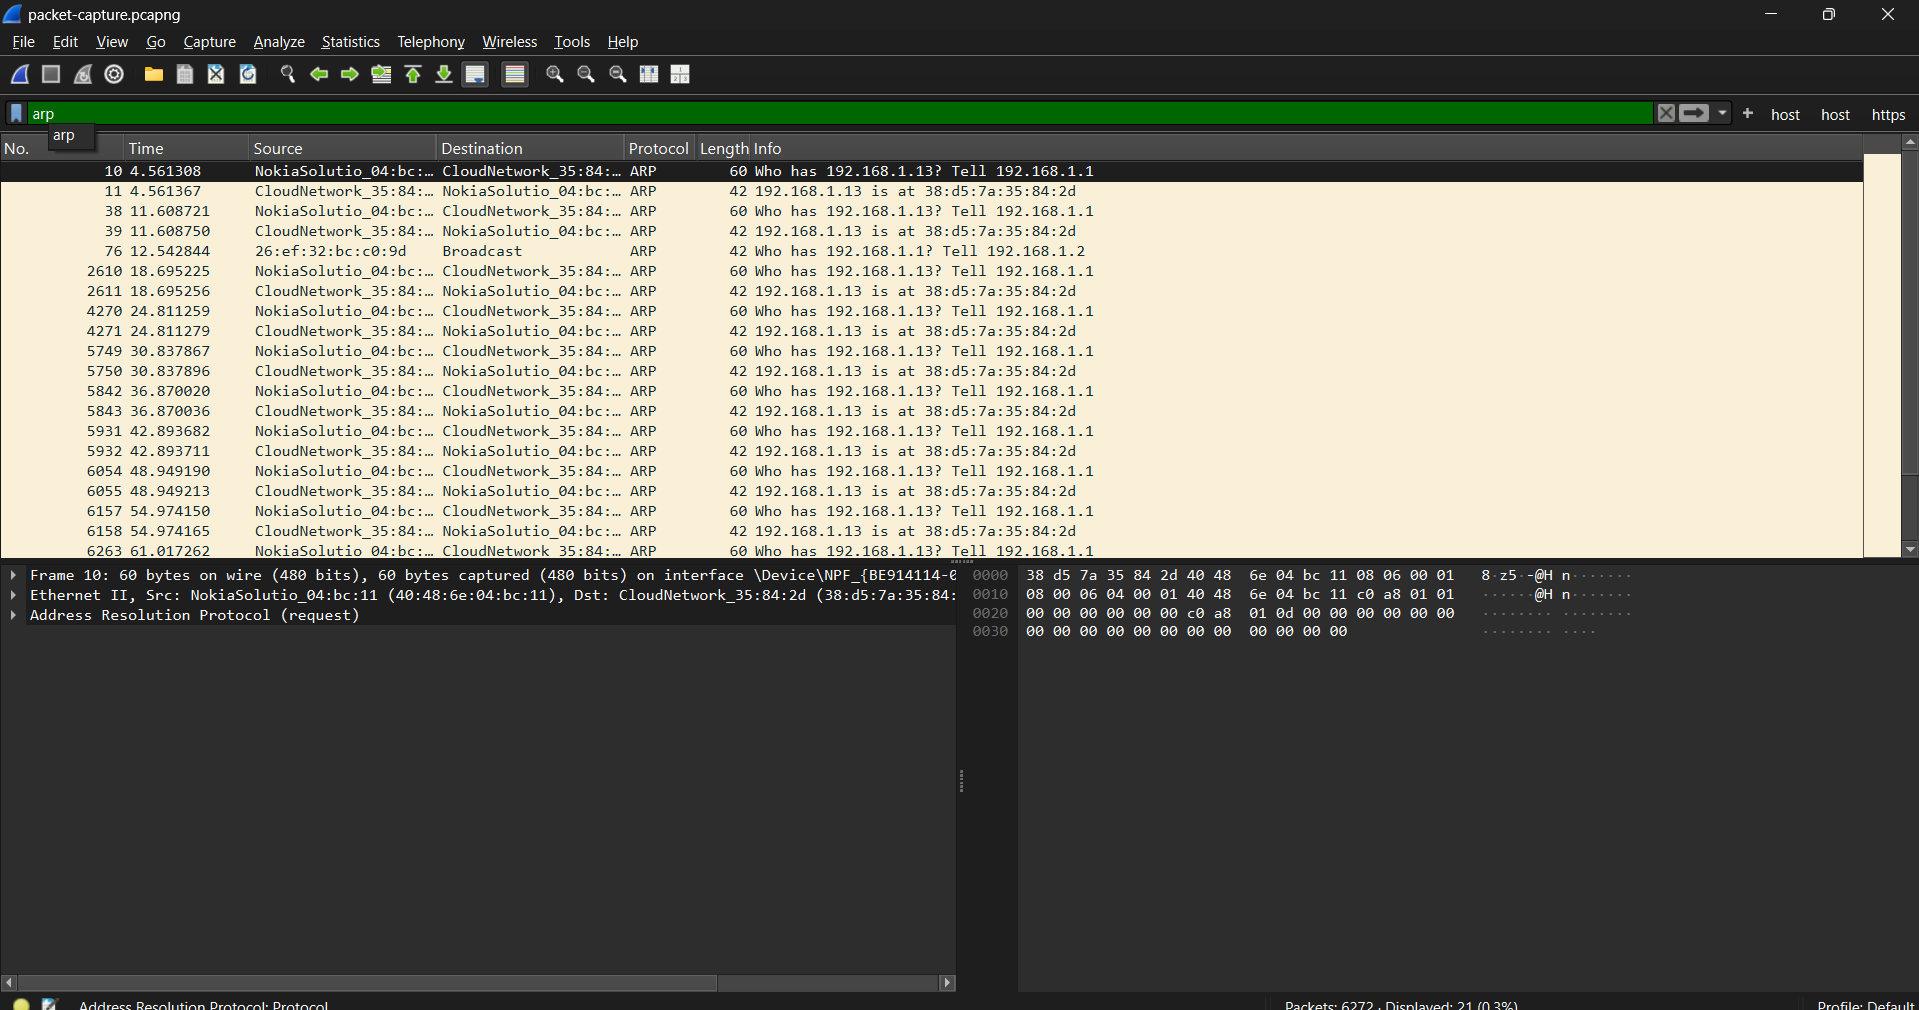 packet-capture.pcapng
File Edit View Go Capture Analyze Statistics Telephony Wireless Tools Help
arp + host host https
arp
No. Time Source Destination Protocol Length Info
10 4.561308 NokiaSolutio_04:bc:… CloudNetwork_35:84:… ARP 60 Who has 192.168.1.13? Tell 192.168.1.1
11 4.561367 CloudNetwork_35:84:… NokiaSolutio_04:bc:… ARP 42 192.168.1.13 is at 38:d5:7a:35:84:2d
38 11.608721 NokiaSolutio_04:bc:… CloudNetwork_35:84:… ARP 60 Who has 192.168.1.13? Tell 192.168.1.1
39 11.608750 CloudNetwork_35:84:… NokiaSolutio_04:bc:… ARP 42 192.168.1.13 is at 38:d5:7a:35:84:2d
76 12.542844 26:ef:32:bc:c0:9d Broadcast ARP 42 Who has 192.168.1.1? Tell 192.168.1.2
2610 18.695225 NokiaSolutio_04:bc:… CloudNetwork_35:84:… ARP 60 Who has 192.168.1.13? Tell 192.168.1.1
2611 18.695256 CloudNetwork_35:84:… NokiaSolutio_04:bc:… ARP 42 192.168.1.13 is at 38:d5:7a:35:84:2d
4270 24.811259 NokiaSolutio_04:bc:… CloudNetwork_35:84:… ARP 60 Who has 192.168.1.13? Tell 192.168.1.1
4271 24.811279 CloudNetwork_35:84:… NokiaSolutio_04:bc:… ARP 42 192.168.1.13 is at 38:d5:7a:35:84:2d
5749 30.837867 NokiaSolutio_04:bc:… CloudNetwork_35:84:… ARP 60 Who has 192.168.1.13? Tell 192.168.1.1
5750 30.837896 CloudNetwork_35:84:… NokiaSolutio_04:bc:… ARP 42 192.168.1.13 is at 38:d5:7a:35:84:2d
5842 36.870020 NokiaSolutio_04:bc:… CloudNetwork_35:84:… ARP 60 Who has 192.168.1.13? Tell 192.168.1.1
5843 36.870036 CloudNetwork_35:84:… NokiaSolutio_04:bc:… ARP 42 192.168.1.13 is at 38:d5:7a:35:84:2d
5931 42.893682 NokiaSolutio_04:bc:… CloudNetwork_35:84:… ARP 60 Who has 192.168.1.13? Tell 192.168.1.1
5932 42.893711 CloudNetwork_35:84:… NokiaSolutio_04:bc:… ARP 42 192.168.1.13 is at 38:d5:7a:35:84:2d
6054 48.949190 NokiaSolutio_04:bc:… CloudNetwork_35:84:… ARP 60 Who has 192.168.1.13? Tell 192.168.1.1
6055 48.949213 CloudNetwork_35:84:… NokiaSolutio_04:bc:… ARP 42 192.168.1.13 is at 38:d5:7a:35:84:2d
6157 54.974150 NokiaSolutio_04:bc:… CloudNetwork_35:84:… ARP 60 Who has 192.168.1.13? Tell 192.168.1.1
6158 54.974165 CloudNetwork_35:84:… NokiaSolutio_04:bc:… ARP 42 192.168.1.13 is at 38:d5:7a:35:84:2d
6263 61.017262 NokiaSolutio_04:bc:… CloudNetwork_35:84:… ARP 60 Who has 192.168.1.13? Tell 192.168.1.1
Frame 10: 60 bytes on wire (480 bits), 60 bytes captured (480 bits) on interface \Device\NPF_{BE914114-0
Ethernet II, Src: NokiaSolutio_04:bc:11 (40:48:6e:04:bc:11), Dst: CloudNetwork_35:84:2d (38:d5:7a:35:84:
Address Resolution Protocol (request)
0000 38 d5 7a 35 84 2d 40 48 6e 04 bc 11 08 06 00 01 8·z5·-@H n·······
0010 08 00 06 04 00 01 40 48 6e 04 bc 11 c0 a8 01 01 ······@H n·······
0020 00 00 00 00 00 00 c0 a8 01 0d 00 00 00 00 00 00 ········ ········
0030 00 00 00 00 00 00 00 00 00 00 00 00 ········ ····
Address Resolution Protocol: Protocol
Packets: 6272 · Displayed: 21 (0.3%)
Profile: Default